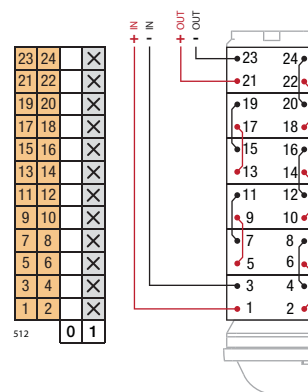 + IN
- IN
+ OUT
- OUT
23 24 X
21 22 X
19 20 X
17 18 X
15 16 X
13 14 X
11 12 X
9 10 X
7 8 X
5 6 X
3 4 X
1 2 X
512 0 1
23 24
21 22
19 20
17 18
15 16
13 14
11 12
9 10
7 8
5 6
3 4
1 2